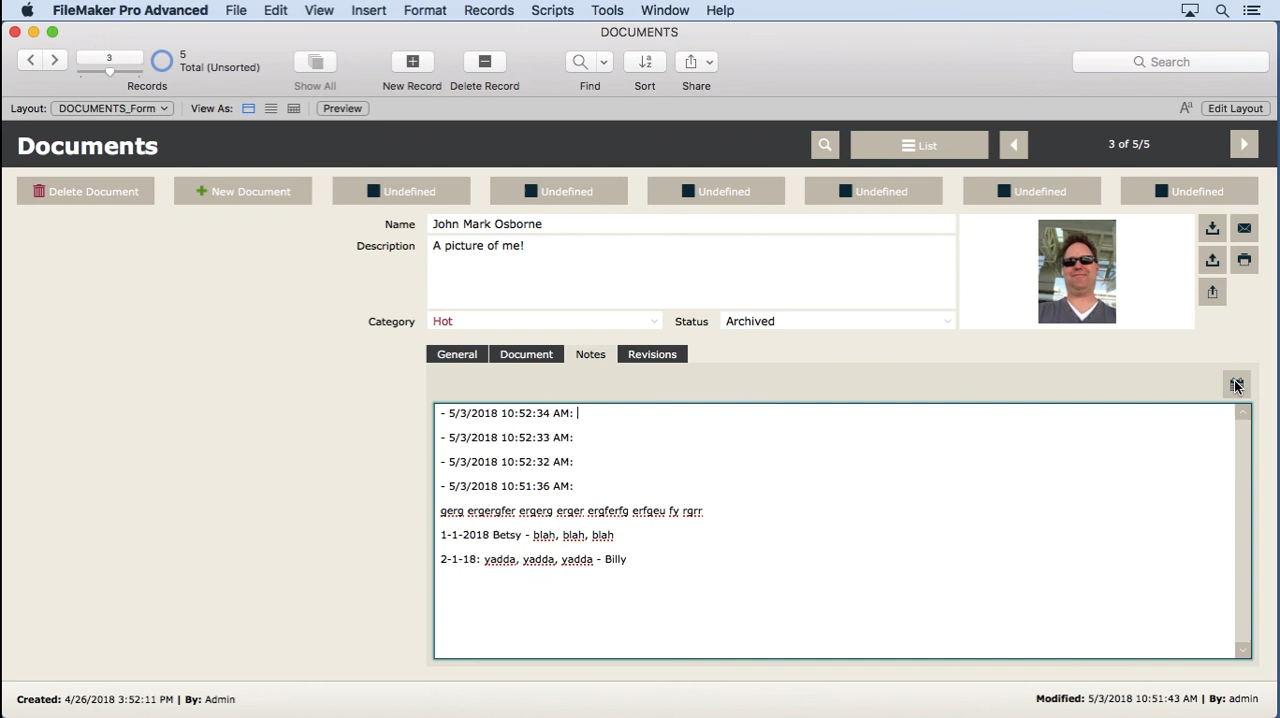 FileMaker Pro Advanced File Edit View Insert Format Records Scripts Tools Window Help
DOCUMENTS
3
5
Total (Unsorted)
Records
Show All
New Record
Delete Record
Find
Sort
Share
Search
Layout: DOCUMENTS_Form View As: Preview Aa Edit Layout
Documents
List
3 of 5/5
Delete Document
New Document
Undefined
Undefined
Undefined
Undefined
Undefined
Undefined
Name John Mark Osborne
Description A picture of me!
Category Hot Status Archived
General Document Notes Revisions
- 5/3/2018 10:52:34 AM:
- 5/3/2018 10:52:33 AM:
- 5/3/2018 10:52:32 AM:
- 5/3/2018 10:51:36 AM:
gerg ergergfer ergerg erger ergferfg erfgeu fy rgrr
1-1-2018 Betsy - blah, blah, blah
2-1-18: yadda, yadda, yadda - Billy
Created: 4/26/2018 3:52:11 PM | By: Admin
Modified: 5/3/2018 10:51:43 AM | By: admin